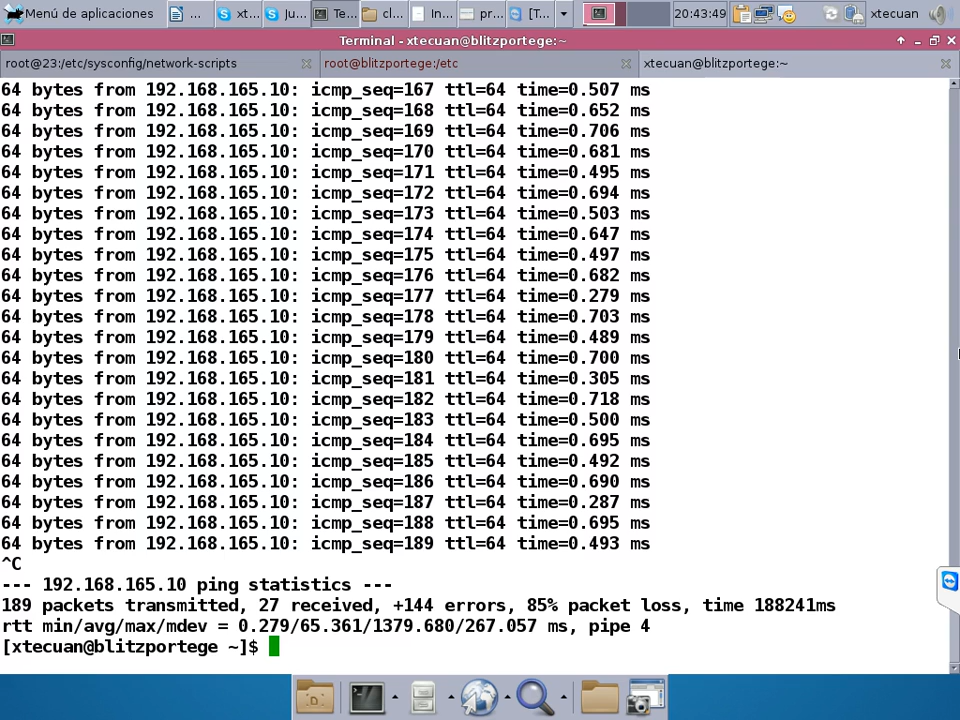 Menú de aplicaciones ... xt... Ju... Te... cl... In... pr... [T... 20:43:49 xtecuan
Terminal - xtecuan@blitzportege:~
root@23:/etc/sysconfig/network-scripts root@blitzportege:/etc xtecuan@blitzportege:~
64 bytes from 192.168.165.10: icmp_seq=167 ttl=64 time=0.507 ms
64 bytes from 192.168.165.10: icmp_seq=168 ttl=64 time=0.652 ms
64 bytes from 192.168.165.10: icmp_seq=169 ttl=64 time=0.706 ms
64 bytes from 192.168.165.10: icmp_seq=170 ttl=64 time=0.681 ms
64 bytes from 192.168.165.10: icmp_seq=171 ttl=64 time=0.495 ms
64 bytes from 192.168.165.10: icmp_seq=172 ttl=64 time=0.694 ms
64 bytes from 192.168.165.10: icmp_seq=173 ttl=64 time=0.503 ms
64 bytes from 192.168.165.10: icmp_seq=174 ttl=64 time=0.647 ms
64 bytes from 192.168.165.10: icmp_seq=175 ttl=64 time=0.497 ms
64 bytes from 192.168.165.10: icmp_seq=176 ttl=64 time=0.682 ms
64 bytes from 192.168.165.10: icmp_seq=177 ttl=64 time=0.279 ms
64 bytes from 192.168.165.10: icmp_seq=178 ttl=64 time=0.703 ms
64 bytes from 192.168.165.10: icmp_seq=179 ttl=64 time=0.489 ms
64 bytes from 192.168.165.10: icmp_seq=180 ttl=64 time=0.700 ms
64 bytes from 192.168.165.10: icmp_seq=181 ttl=64 time=0.305 ms
64 bytes from 192.168.165.10: icmp_seq=182 ttl=64 time=0.718 ms
64 bytes from 192.168.165.10: icmp_seq=183 ttl=64 time=0.500 ms
64 bytes from 192.168.165.10: icmp_seq=184 ttl=64 time=0.695 ms
64 bytes from 192.168.165.10: icmp_seq=185 ttl=64 time=0.492 ms
64 bytes from 192.168.165.10: icmp_seq=186 ttl=64 time=0.690 ms
64 bytes from 192.168.165.10: icmp_seq=187 ttl=64 time=0.287 ms
64 bytes from 192.168.165.10: icmp_seq=188 ttl=64 time=0.695 ms
64 bytes from 192.168.165.10: icmp_seq=189 ttl=64 time=0.493 ms
^C
--- 192.168.165.10 ping statistics ---
189 packets transmitted, 27 received, +144 errors, 85% packet loss, time 188241ms
rtt min/avg/max/mdev = 0.279/65.361/1379.680/267.057 ms, pipe 4
[xtecuan@blitzportege ~]$